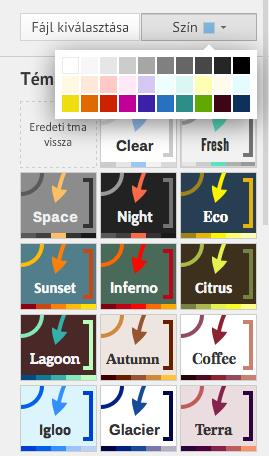 Fájl kiválasztása
Szín
Tém
Eredeti tma
vissza
Clear
Fresh
Space
Night
Eco
Sunset
Inferno
Citrus
Lagoon
Autumn
Coffee
Igloo
Glacier
Terra